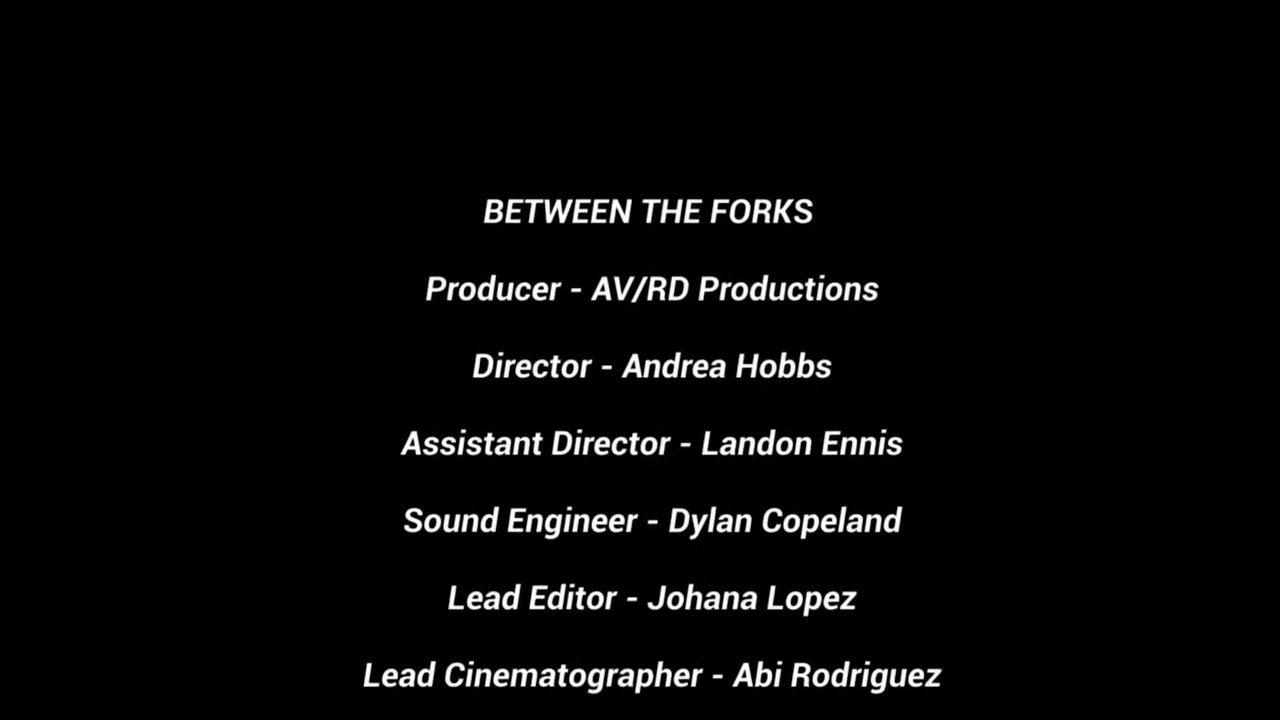 BETWEEN THE FORKS
Producer - AV/RD Productions
Director - Andrea Hobbs
Assistant Director - Landon Ennis
Sound Engineer - Dylan Copeland
Lead Editor - Johana Lopez
Lead Cinematographer - Abi Rodriguez